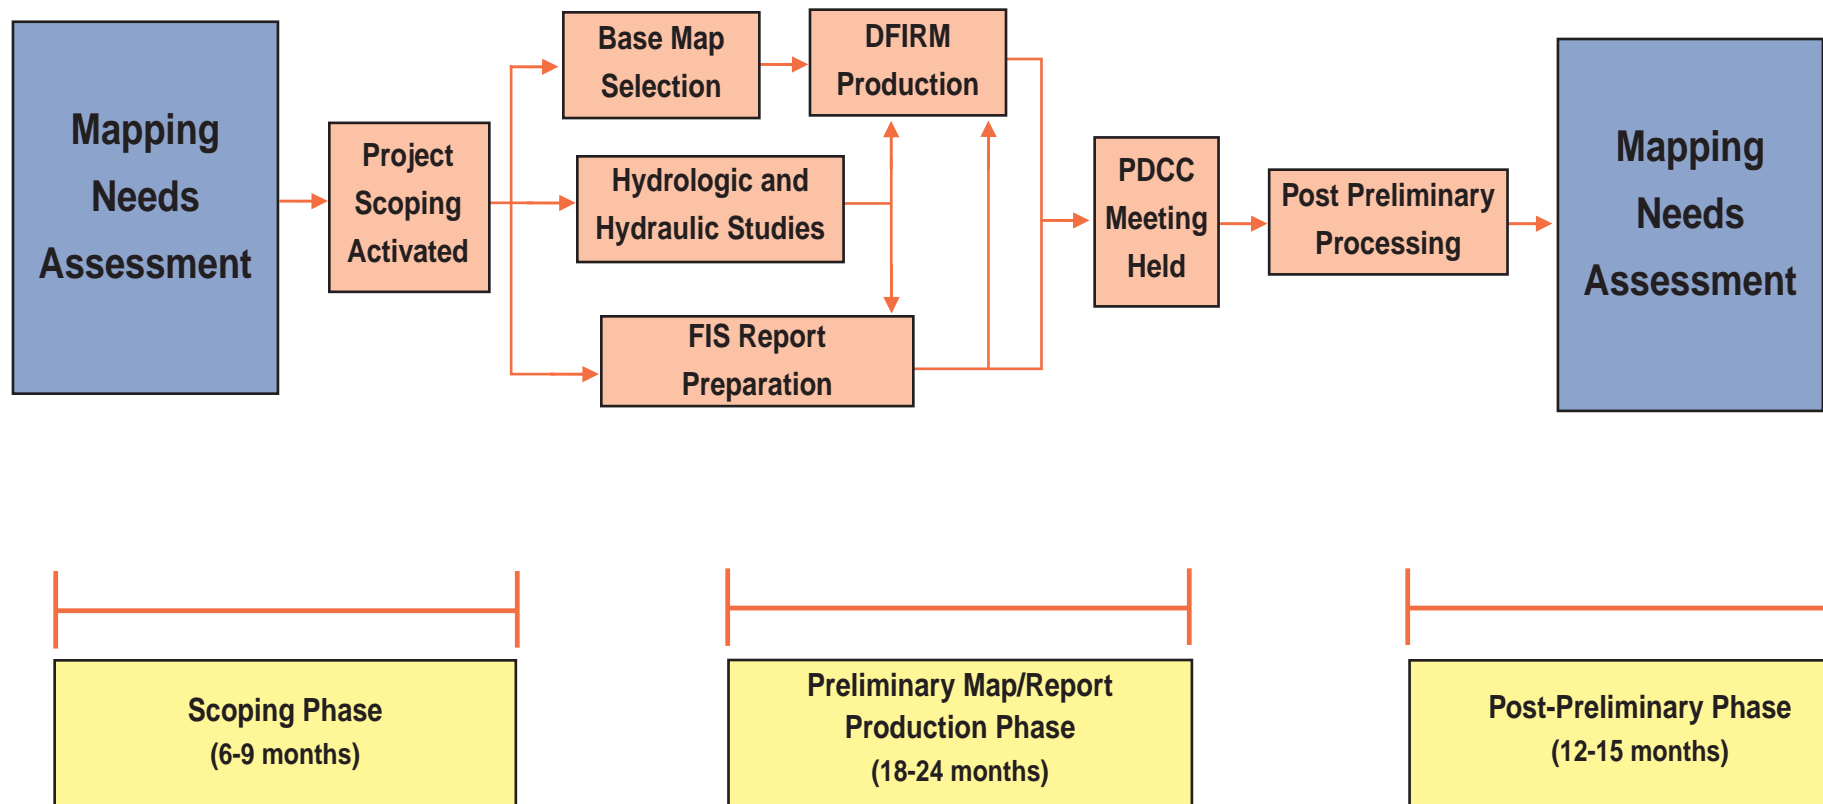 Mapping
Needs
Assessment
Project
Scoping
Activated
Base Map
Selection
DFIRM
Production
Hydrologic and
Hydraulic Studies
FIS Report
Preparation
PDCC
Meeting
Held
Post Preliminary
Processing
Mapping
Needs
Assessment
Scoping Phase
(6-9 months)
Preliminary Map/Report
Production Phase
(18-24 months)
Post-Preliminary Phase
(12-15 months)